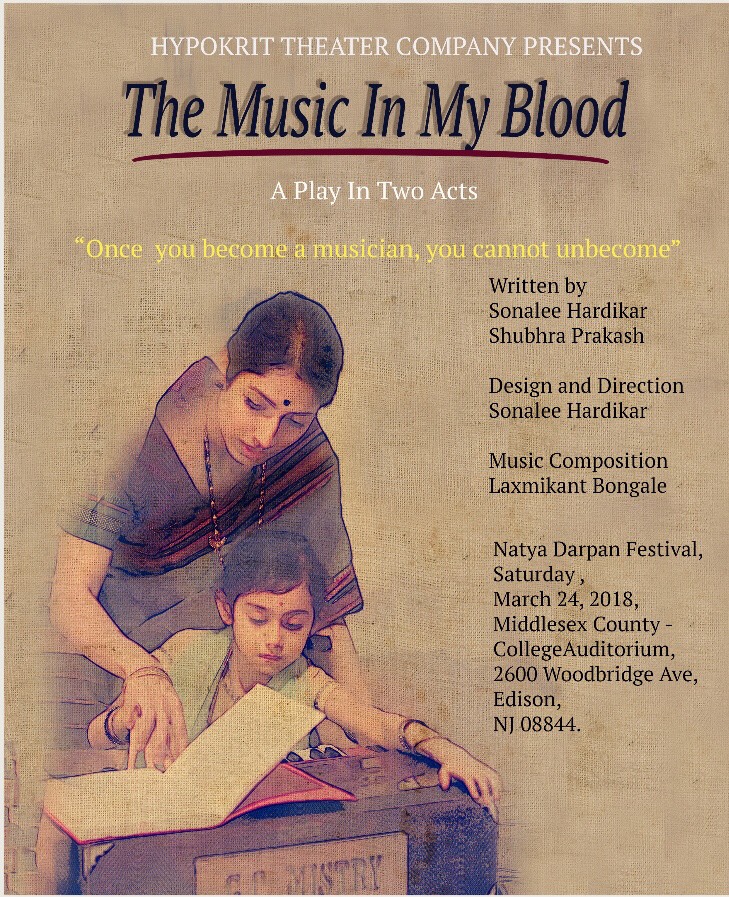 HYPOKRIT THEATER COMPANY PRESENTS
The Music In My Blood
A Play In Two Acts
“Once  you become a musician, you cannot unbecome”
Written by
Sonalee Hardikar
Shubhra Prakash
Design and Direction
Sonalee Hardikar
Music Composition
Laxmikant Bongale
Natya Darpan Festival,
Saturday ,
March 24, 2018,
Middlesex County -
CollegeAuditorium,
2600 Woodbridge Ave,
Edison,
NJ 08844.
MISTRY